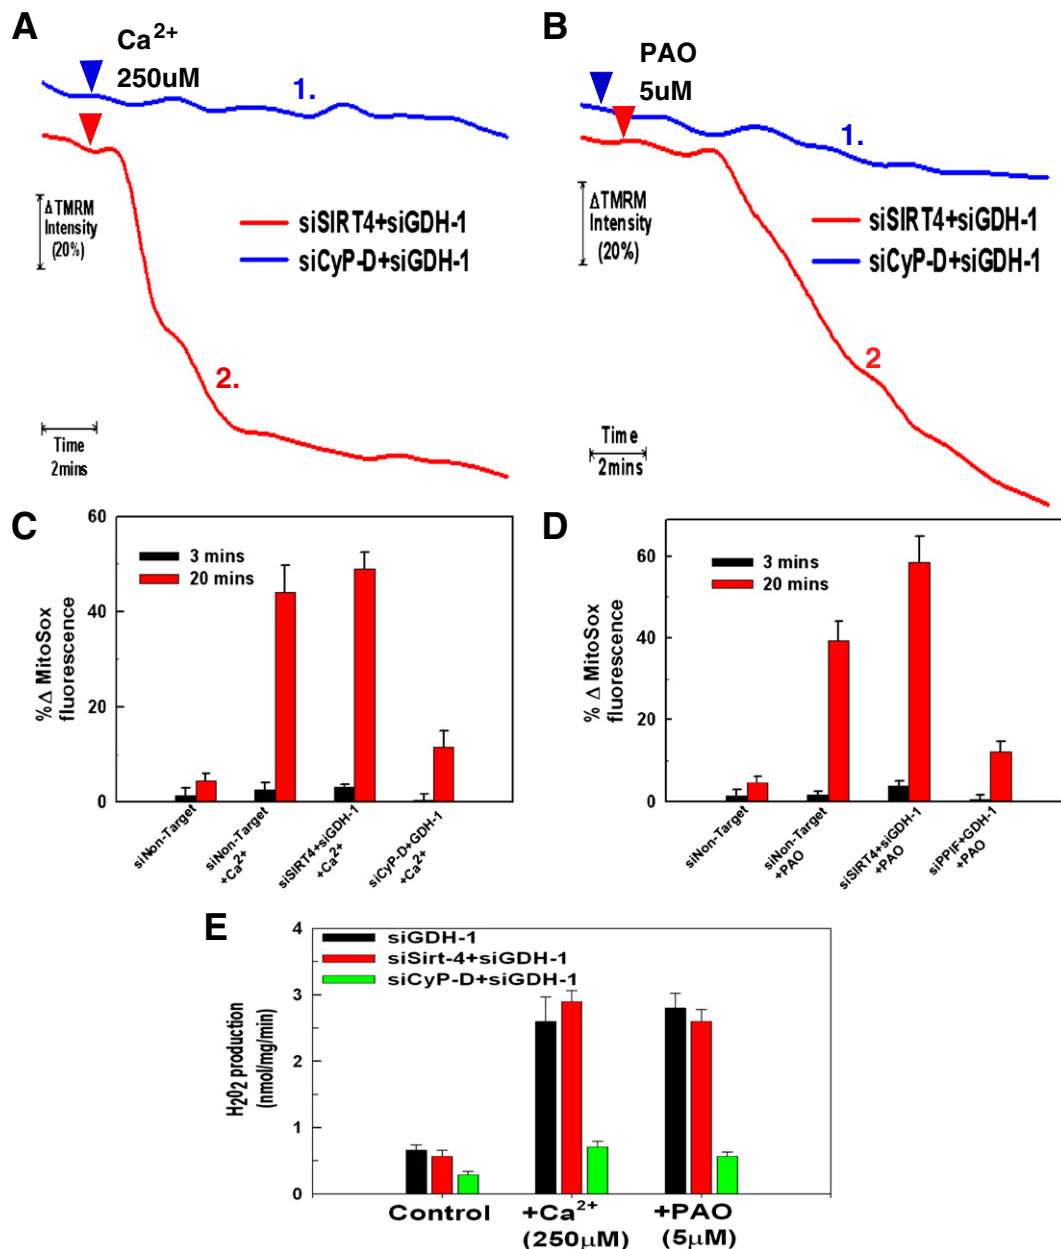 A
Ca²⁺
250uM
1.
Δ TMRM
Intensity
(20%)
siSIRT4+siGDH-1
siCyP-D+siGDH-1
2.
Time
2mins
B
PAO
5uM
1.
Δ TMRM
Intensity
(20%)
siSIRT4+siGDH-1
siCyP-D+siGDH-1
2
Time
2mins
C
60
40
20
0
% Δ MitoSox
fluorescence
3 mins
20 mins
siNon-Target
siNon-Target
+Ca²⁺
siSIRT4+siGDH-1
+Ca²⁺
siCyP-D+GDH-1
+Ca²⁺
D
60
40
20
0
% Δ MitoSox
fluorescence
3 mins
20 mins
siNon-Target
siNon-Target
+PAO
siSIRT4+siGDH-1
+PAO
siPPIF+GDH-1
+PAO
E
4
3
2
1
0
H₂O₂ production
(nmol/mg/min)
siGDH-1
siSirt-4+siGDH-1
siCyP-D+siGDH-1
Control
+Ca²⁺
(250μM)
+PAO
(5μM)